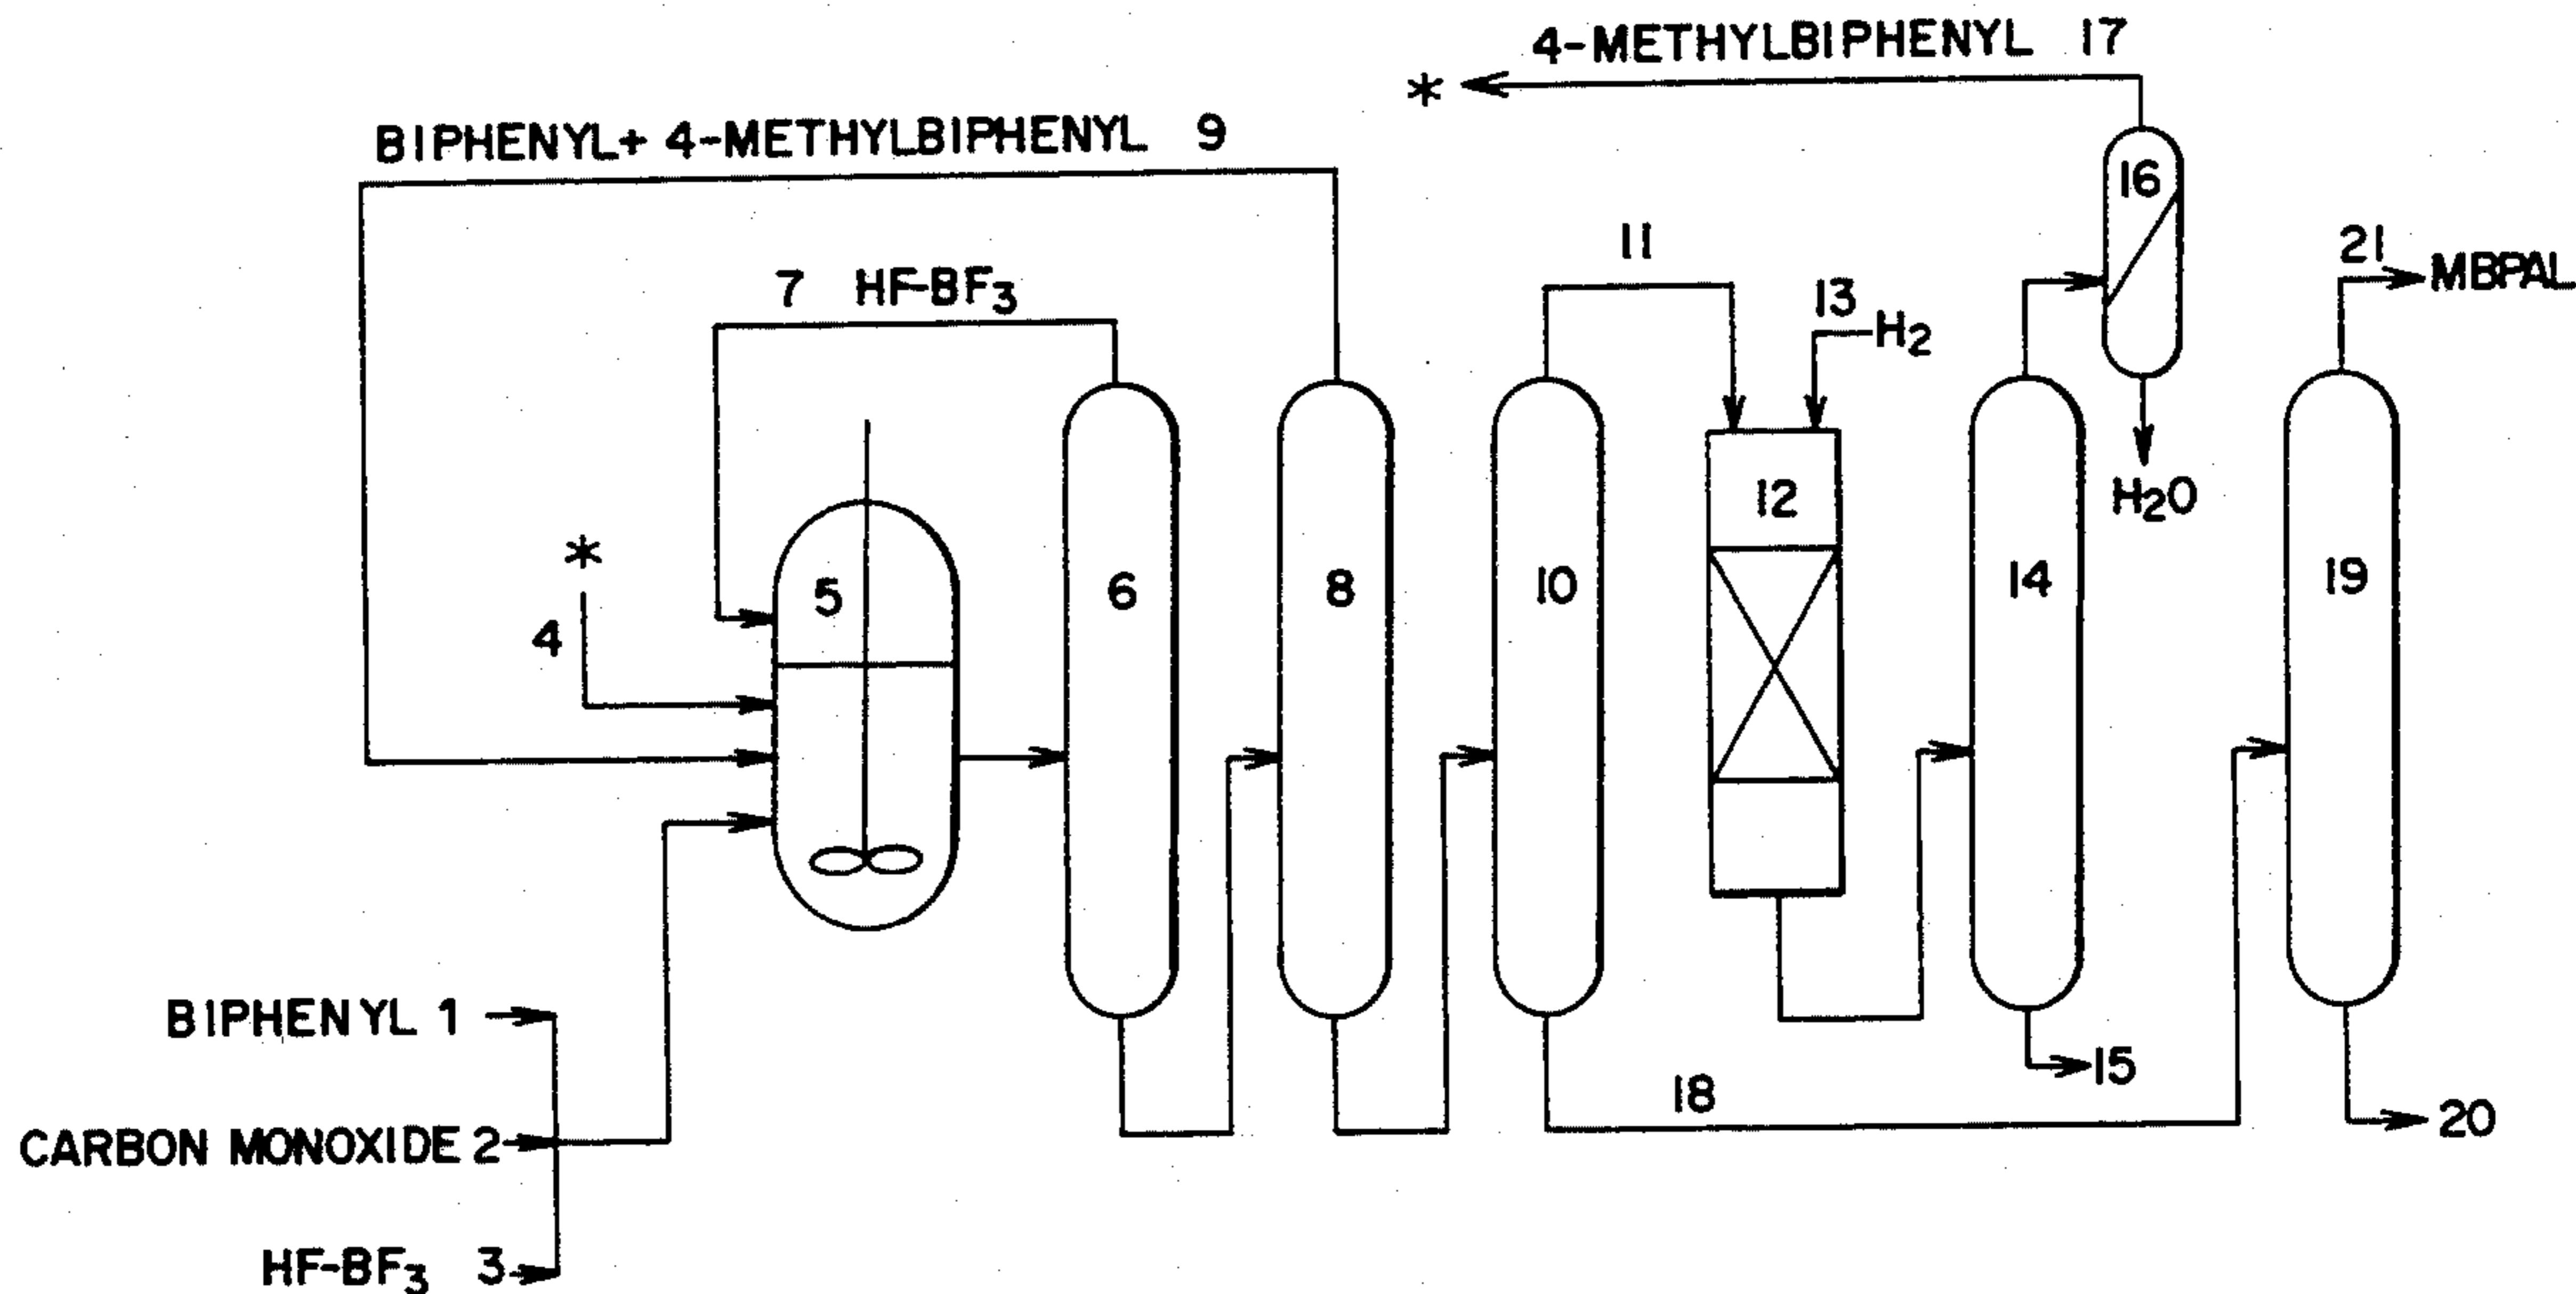 4-METHYLBIPHENYL 17
*
BIPHENYL+ 4-METHYLBIPHENYL 9
16
11
21
MBPAL
7 HF-BF3
13
H2
12
H2O
*
5
6
8
10
14
19
4
BIPHENYL 1
15
18
20
CARBON MONOXIDE 2
HF-BF3 3